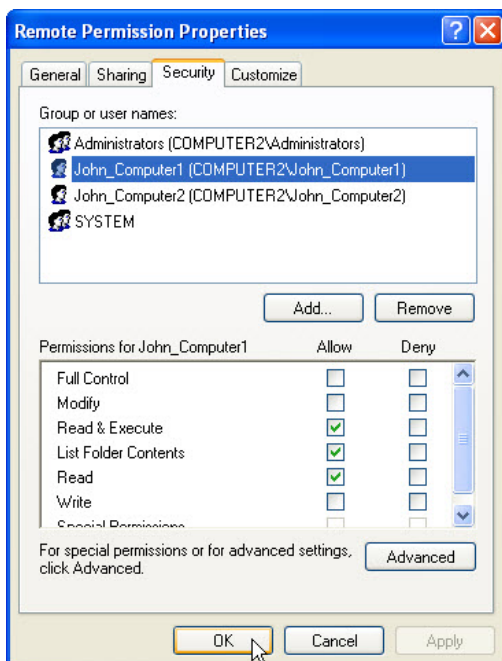 Remote Permission Properties
General Sharing Security Customize
Group or user names:
Administrators (COMPUTER2\Administrators)
John_Computer1 (COMPUTER2\John_Computer1)
John_Computer2 (COMPUTER2\John_Computer2)
SYSTEM
Add... Remove
Permissions for John_Computer1 Allow Deny
Full Control
Modify
Read & Execute
List Folder Contents
Read
Write
Special Permissions
For special permissions or for advanced settings,
click Advanced.
Advanced
OK Cancel Apply